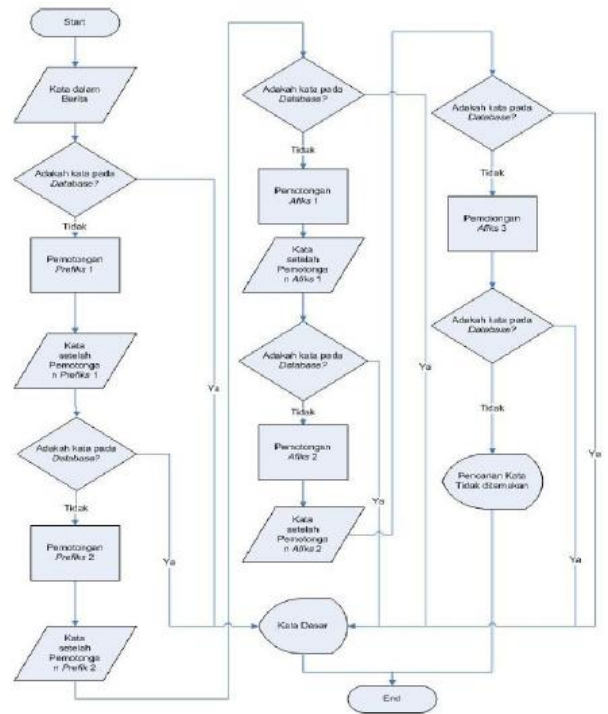 Start
Kata dalam
Berita
Adakah kata pada
Database?
Tidak
Ya
Pemotongan
Prefiks 1
Kata
setelah
Pemotonga
n Prefiks 1
Adakah kata pada
Database?
Tidak
Ya
Pemotongan
Prefiks 2
Kata
setelah
Pemotonga
n Prefik 2
Adakah kata pada
Database?
Tidak
Ya
Pemotongan
Afiks 1
Kata
setelah
Pemotonga
n Afiks 1
Adakah kata pada
Database?
Tidak
Ya
Pemotongan
Afiks 2
Kata
setelah
Pemotonga
n Afiks 2
Adakah kata pada
Database?
Tidak
Ya
Pemotongan
Afiks 3
Adakah kata pada
Database?
Tidak
Ya
Pencarian Kata
Tidak ditemukan
Kata Dasar
End